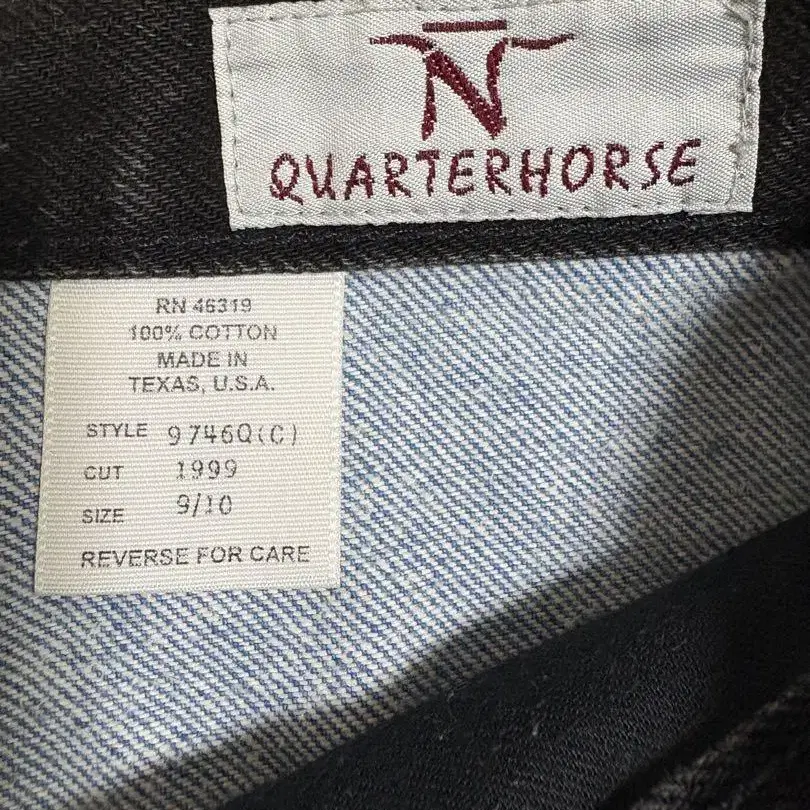 N
QUARTERHORSE
RN 46319
100% COTTON
MADE IN
TEXAS, U.S.A.
STYLE 9746Q(C)
CUT 1999
SIZE 9/10
REVERSE FOR CARE